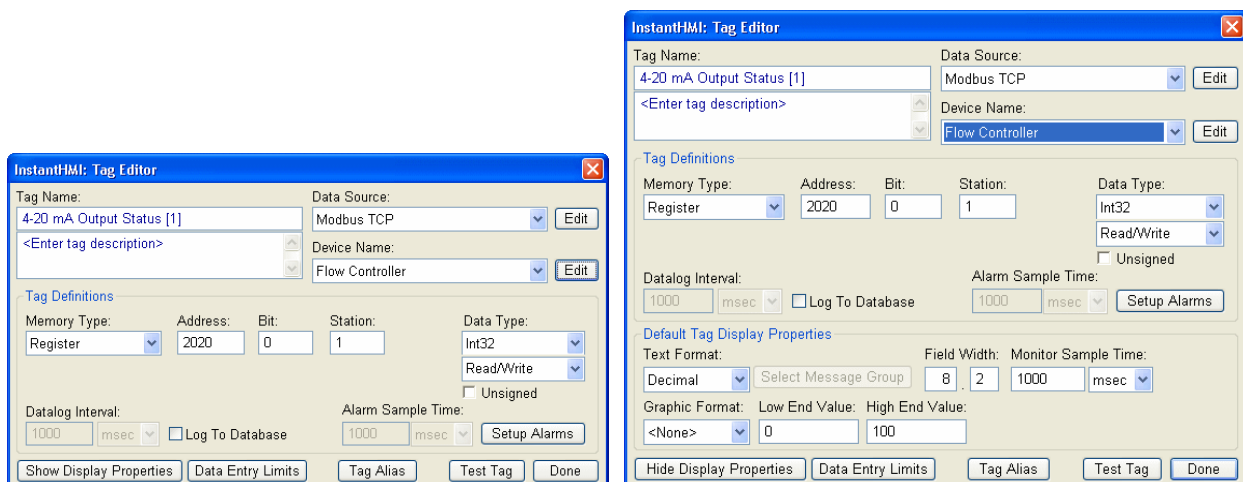 InstantHMI: Tag Editor
Tag Name: Data Source:
4-20 mA Output Status [1] Modbus TCP Edit
<Enter tag description>
Device Name:
Flow Controller Edit
Tag Definitions
Memory Type: Address: Bit: Station: Data Type:
Register 2020 0 1 Int32
Read/Write
Unsigned
Datalog Interval: Alarm Sample Time:
1000 msec Log To Database 1000 msec Setup Alarms
Show Display Properties Data Entry Limits Tag Alias Test Tag Done
InstantHMI: Tag Editor
Tag Name: Data Source:
4-20 mA Output Status [1] Modbus TCP Edit
<Enter tag description>
Device Name:
Flow Controller Edit
Tag Definitions
Memory Type: Address: Bit: Station: Data Type:
Register 2020 0 1 Int32
Read/Write
Unsigned
Datalog Interval: Alarm Sample Time:
1000 msec Log To Database 1000 msec Setup Alarms
Default Tag Display Properties
Text Format: Field Width: Monitor Sample Time:
Decimal Select Message Group 8 . 2 1000 msec
Graphic Format: Low End Value: High End Value:
<None> 0 100
Hide Display Properties Data Entry Limits Tag Alias Test Tag Done